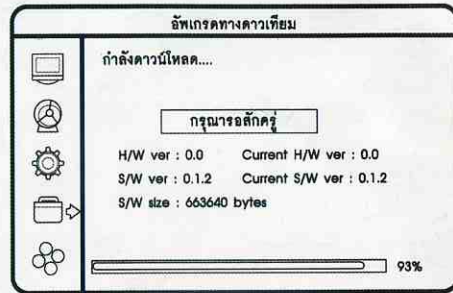 อัพเกรดทางดาวเทียม
กำลังดาวน์โหลด....
กรุณารอสักครู่
H/W ver : 0.0 Current H/W ver : 0.0
S/W ver : 0.1.2 Current S/W ver : 0.1.2
S/W size : 663640 bytes
93%